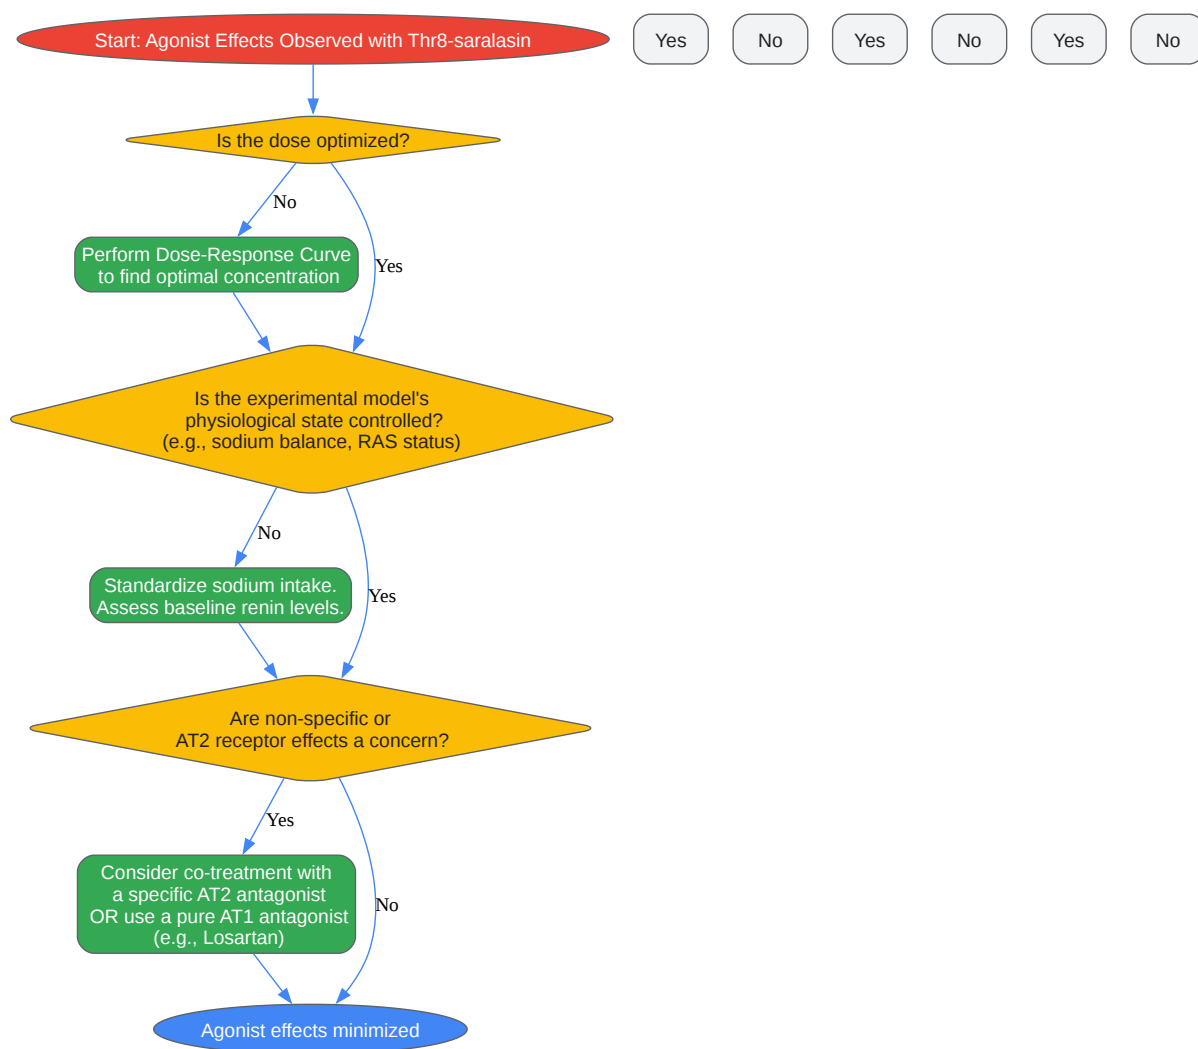 Start: Agonist Effects Observed with Thr8-saralasin
Yes
No
Yes
No
Yes
No
Is the dose optimized?
No
Perform Dose-Response Curve
to find optimal concentration
Yes
Is the experimental model's
physiological state controlled?
(e.g., sodium balance, RAS status)
No
Standardize sodium intake.
Assess baseline renin levels.
Yes
Are non-specific or
AT2 receptor effects a concern?
Yes
Consider co-treatment with
a specific AT2 antagonist
OR use a pure AT1 antagonist
(e.g., Losartan)
No
Agonist effects minimized